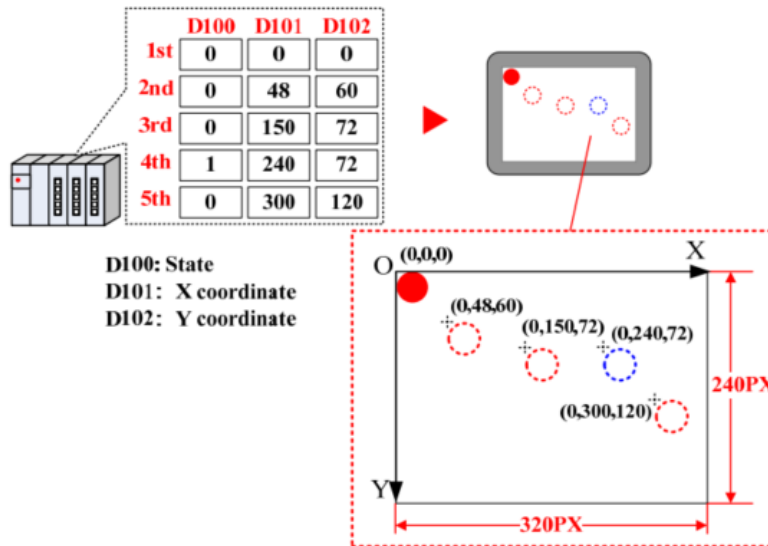 D100 D101 D102
1st 0 0 0
2nd 0 48 60
3rd 0 150 72
4th 1 240 72
5th 0 300 120
D100: State
D101: X coordinate
D102: Y coordinate
O (0,0,0) X
(0,48,60)
(0,150,72) (0,240,72)
240PX
(0,300,120)
Y
320PX